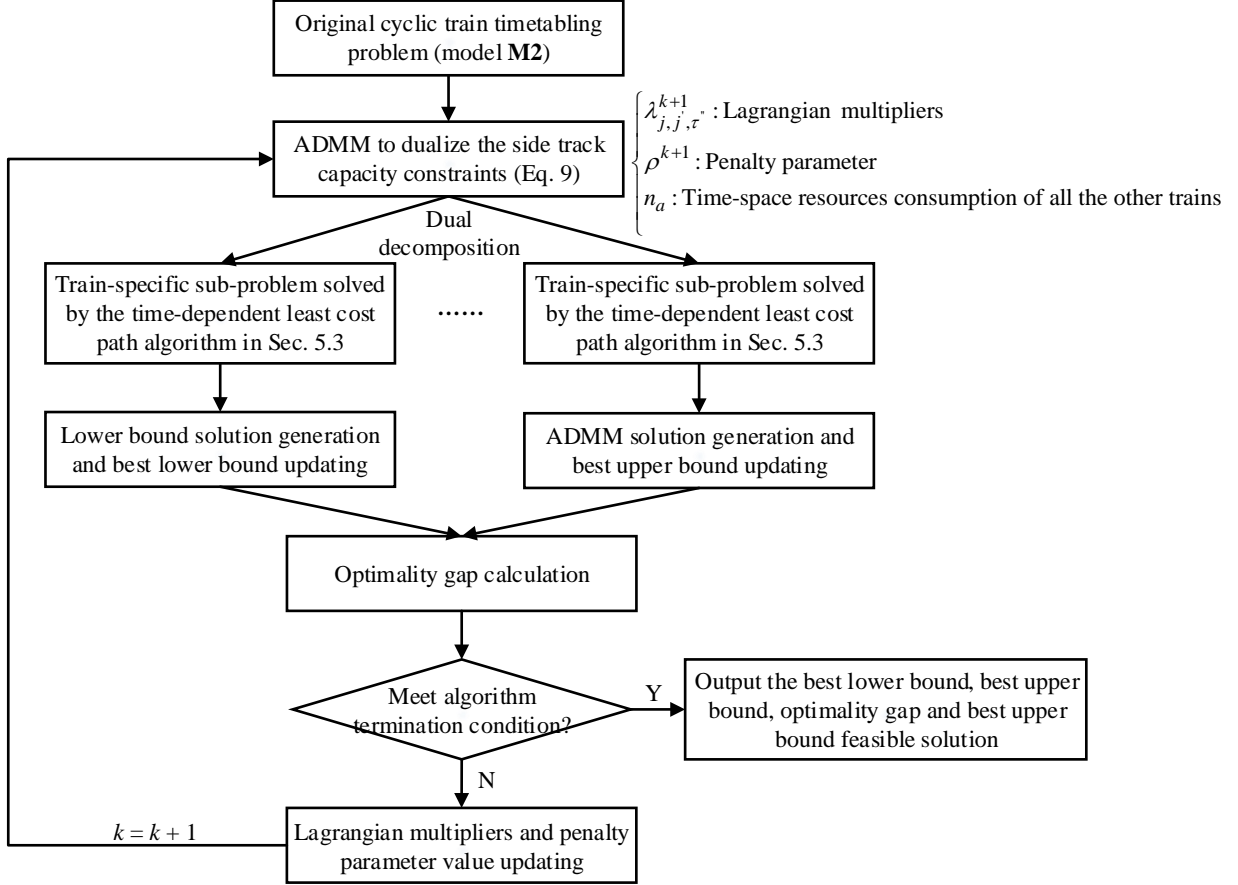 Original cyclic train timetabling
problem (model M2)
ADMM to dualize the side track
capacity constraints (Eq. 9)
λ^{k+1}_{j, j', τ"} : Lagrangian multipliers
ρ^{k+1} : Penalty parameter
n_a : Time-space resources consumption of all the other trains
Dual
decomposition
Train-specific sub-problem solved
by the time-dependent least cost
path algorithm in Sec. 5.3
......
Train-specific sub-problem solved
by the time-dependent least cost
path algorithm in Sec. 5.3
Lower bound solution generation
and best lower bound updating
ADMM solution generation and
best upper bound updating
Optimality gap calculation
Meet algorithm
termination condition?
Y
Output the best lower bound, best upper
bound, optimality gap and best upper
bound feasible solution
N
k = k + 1
Lagrangian multipliers and penalty
parameter value updating